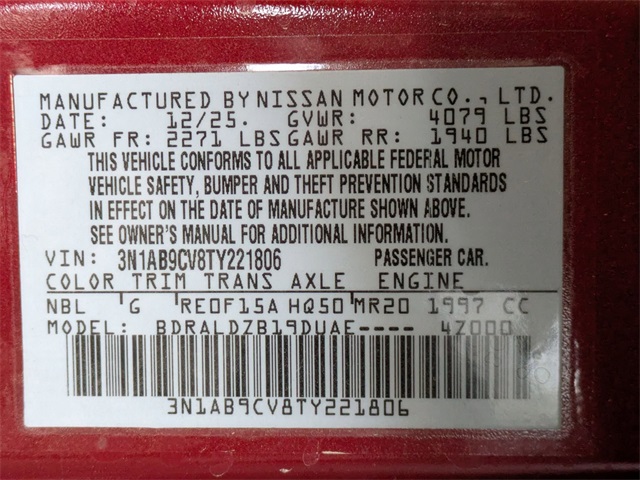 MANUFACTURED BY NISSAN MOTOR CO., LTD.
DATE: 12/25. GVWR: 4079 LBS
GAWR FR: 2271 LBS GAWR RR: 1940 LBS
THIS VEHICLE CONFORMS TO ALL APPLICABLE FEDERAL MOTOR
VEHICLE SAFETY, BUMPER AND THEFT PREVENTION STANDARDS
IN EFFECT ON THE DATE OF MANUFACTURE SHOWN ABOVE.
SEE OWNER'S MANUAL FOR ADDITIONAL INFORMATION.
VIN: 3N1AB9CV8TY221806 PASSENGER CAR.
COLOR TRIM TRANS AXLE ENGINE
NBL G RE0F15A HQ50 MR20 1997 CC
MODEL: BDRALDZB19DUAE---- 4Z000
3N1AB9CV8TY221806